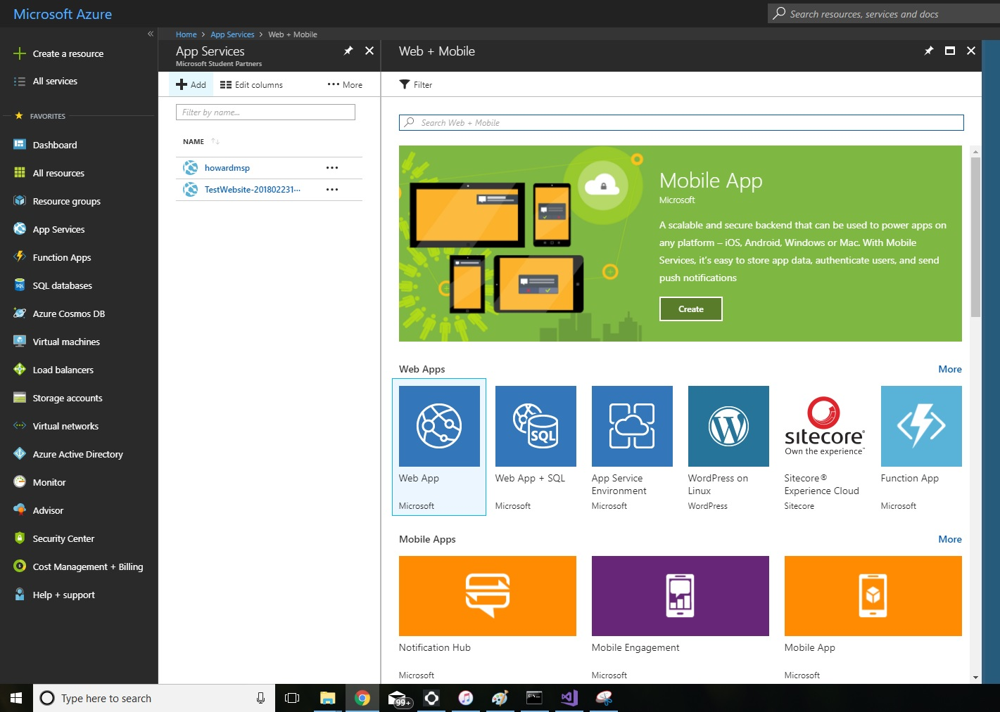 Microsoft Azure
Search resources, services and docs
Create a resource
All services
FAVORITES
Dashboard
All resources
Resource groups
App Services
Function Apps
SQL databases
Azure Cosmos DB
Virtual machines
Load balancers
Storage accounts
Virtual networks
Azure Active Directory
Monitor
Advisor
Security Center
Cost Management + Billing
Help + support
Home > App Services > Web + Mobile
App Services
Microsoft Student Partners
Add
Edit columns
More
Filter by name...
NAME
howardmsp
TestWebsite-201802231···
Web + Mobile
Filter
Search Web + Mobile
Mobile App
Microsoft
A scalable and secure backend that can be used to power apps on
any platform – iOS, Android, Windows or Mac. With Mobile
Services, it's easy to store app data, authenticate users, and send
push notifications
Create
Web Apps
More
SQL
sitecore®
Own the experience™
Web App
Microsoft
Web App + SQL
Microsoft
App Service
Environment
Microsoft
WordPress on
Linux
WordPress
Sitecore®
Experience Cloud
Sitecore
Function App
Microsoft
Mobile Apps
More
Notification Hub
Microsoft
Mobile Engagement
Microsoft
Mobile App
Microsoft
Type here to search
99+